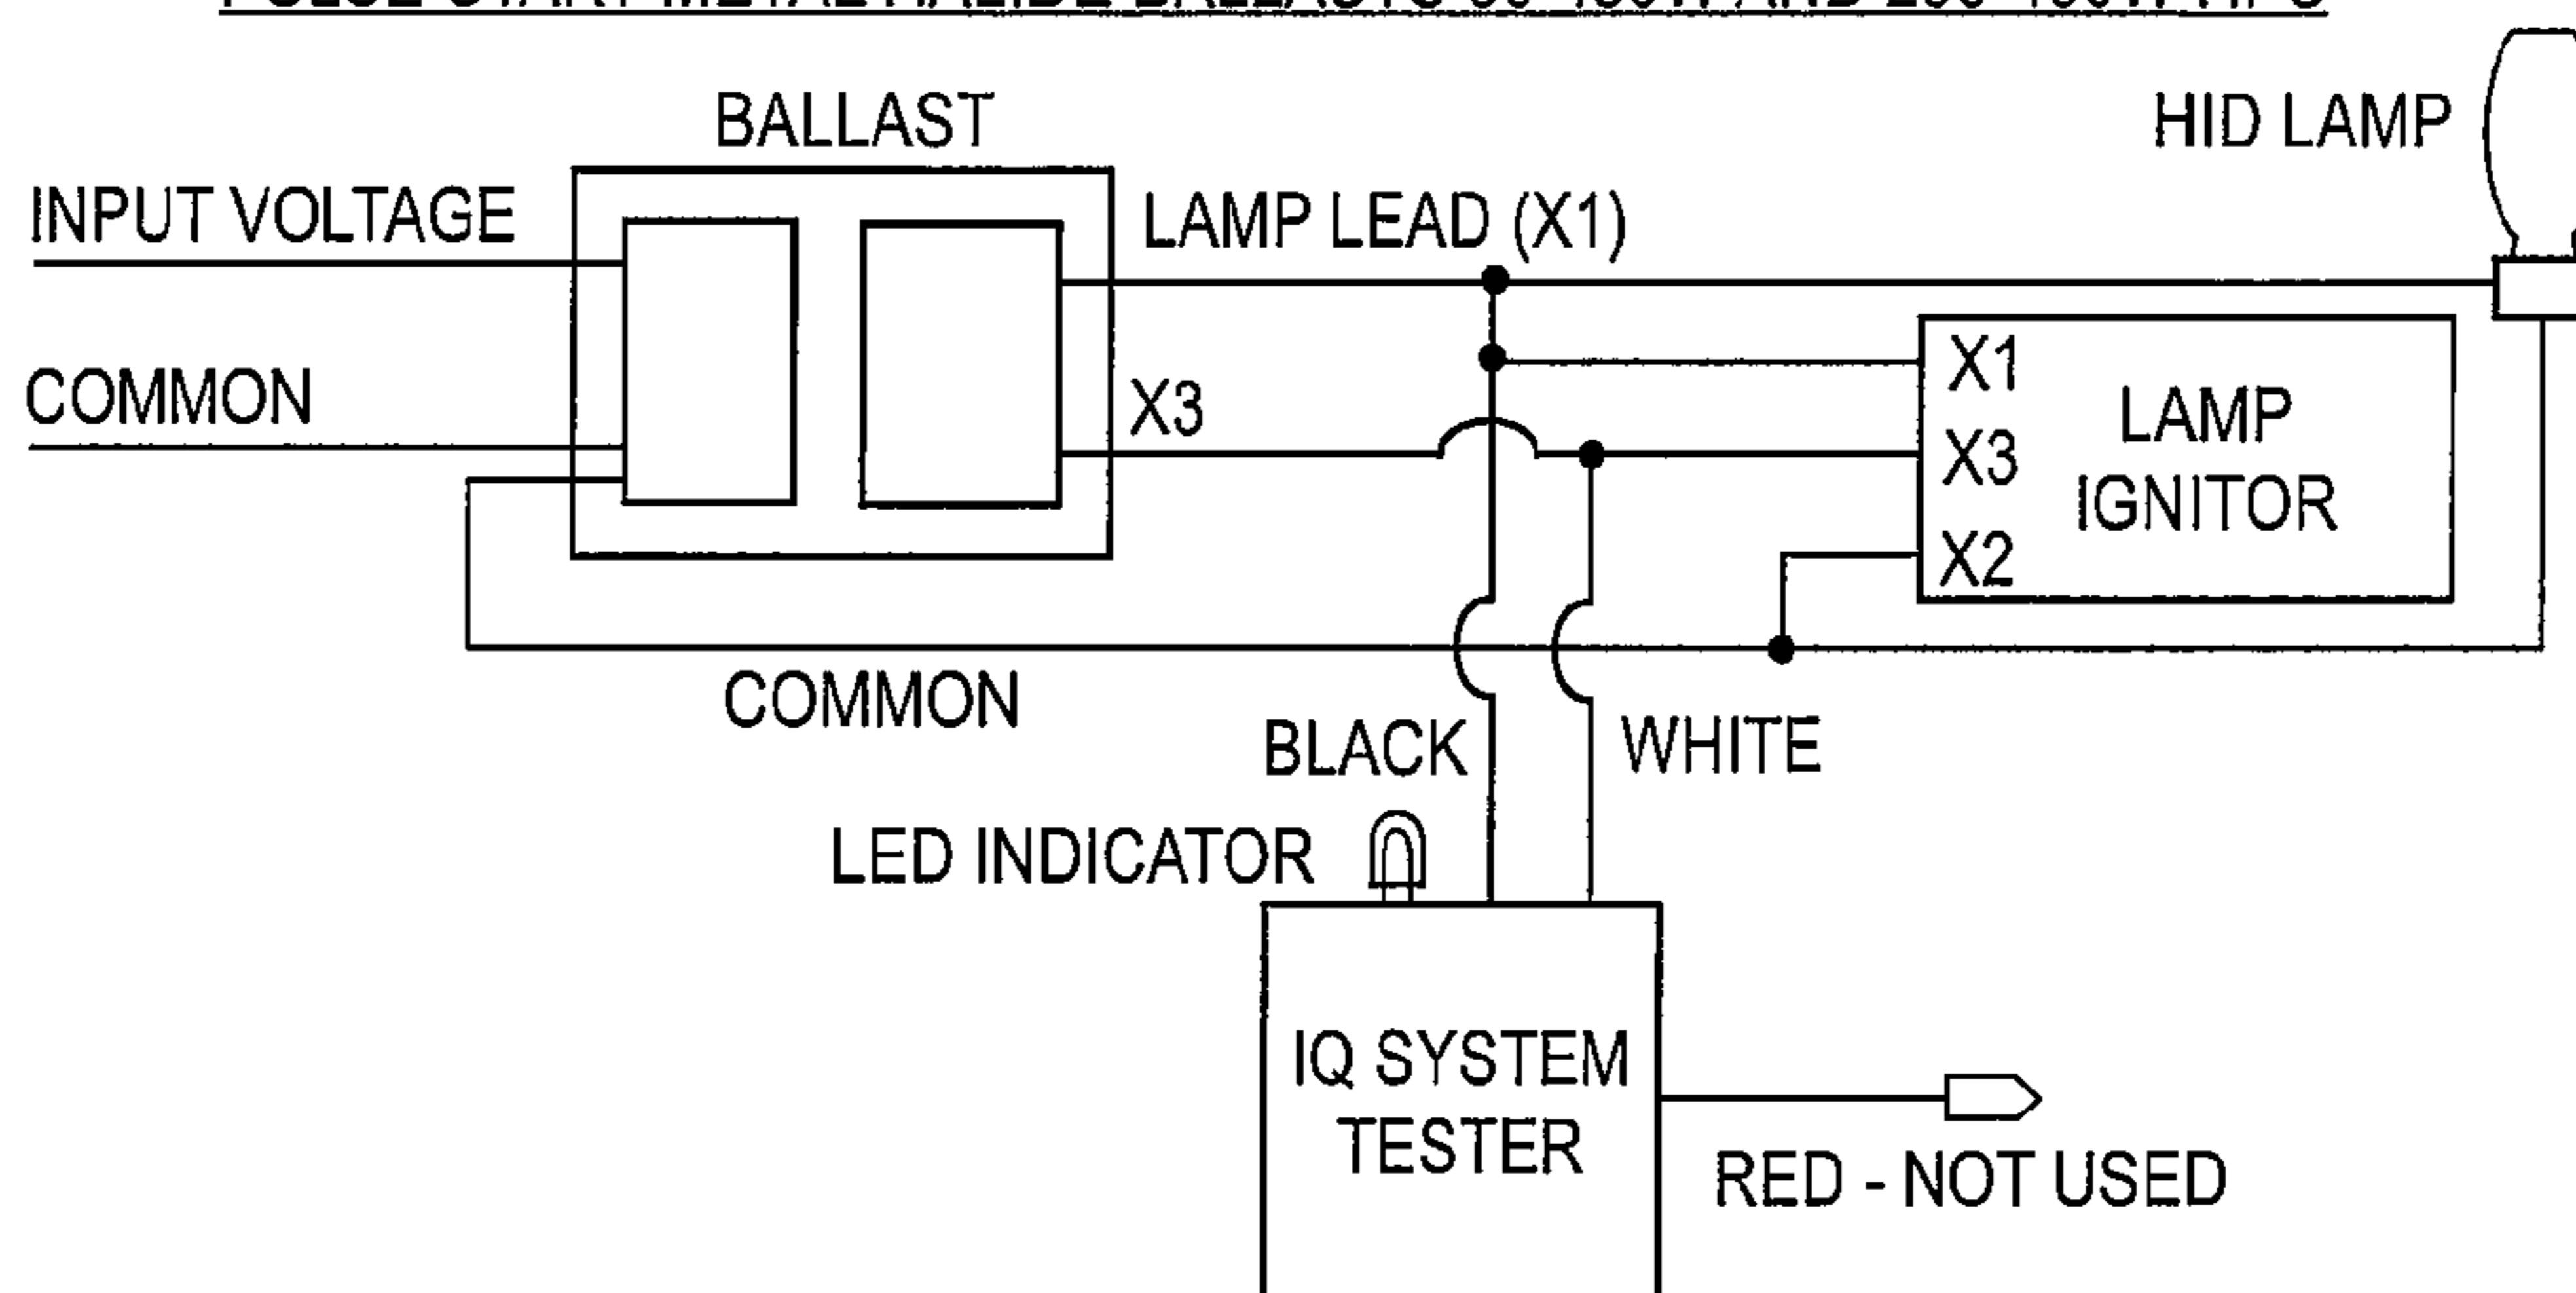 BALLAST
HID LAMP
INPUT VOLTAGE
LAMP LEAD (X1)
COMMON
X3
X1
X3
X2
LAMP
IGNITOR
COMMON
BLACK
WHITE
LED INDICATOR
IQ SYSTEM
TESTER
RED - NOT USED